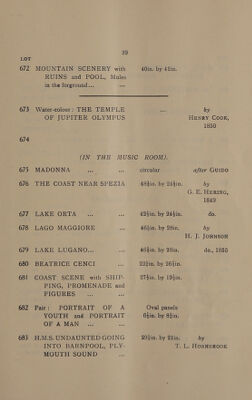 39
LOT
672 MOUNTAIN SCENERY with 40in. by 41in.
RUINS and POOL, Mules
in the forground... ...
673 Water-colour: THE TEMPLE ... by
OF JUPITER OLYMPUS HENRY COOK,
1850
674
(IN THE MUSIC ROOM).
675 MADONNA ... ... circular after GUIDO
676 THE COAST NEAR SPEZIA 48½in. by 24½in. by
G. E. HERING,
1849
677 LAKE ORTA ... ... 42½in. by 24½in. do.
678 LAGO MAGGIORE ... 46½in. by 28in. by
H. J. JOHNSON
679 LAKE LUGANO... ... 46½in. by 28in. do., 1855
680 BEATRICE CENCI ... 22½in. by 26½in.
681 COAST SCENE with SHIP- 27½in. by 19½in.
PING, PROMENADE and
FIGURES ... ...
682 Pair: PORTRAIT OF A Oval panels
YOUTH and PORTRAIT 6½in. by 8½in.
OF A MAN ... ...
683 H.M.S. UNDAUNTED GOING 29½in. by 21in. by
INTO BARNPOOL, PLY- T. L. HORNBROOK
MOUTH SOUND ...